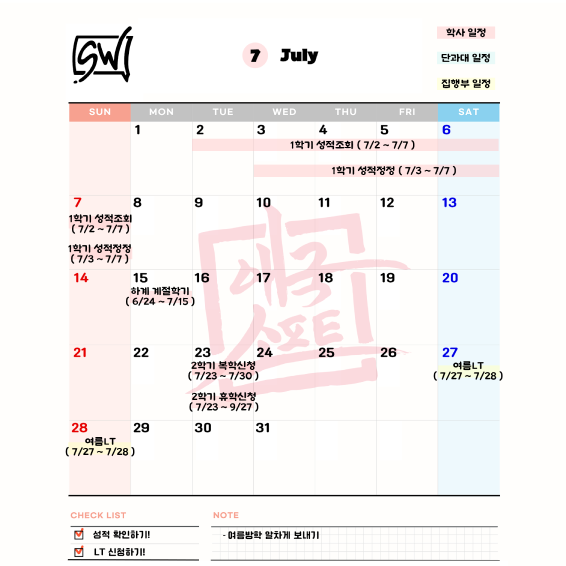 SW
7 July
학사 일정
단과대 일정
집행부 일정
SUN MON TUE WED THU FRI SAT
1 2 3 4 5 6
1학기 성적조회 ( 7/2 ~ 7/7 )
1학기 성적정정 ( 7/3 ~ 7/7 )
7 8 9 10 11 12 13
1학기 성적조회
( 7/2 ~ 7/7 )
1학기 성적정정
( 7/3 ~ 7/7 )
14 15 16 17 18 19 20
하계 계절학기
( 6/24 ~ 7/15 )
21 22 23 24 25 26 27
2학기 복학신청
( 7/23 ~ 7/30 )
여름LT
( 7/27 ~ 7/28 )
2학기 휴학신청
( 7/23 ~ 9/27 )
28 29 30 31
여름LT
( 7/27 ~ 7/28 )
CHECK LIST
성적 확인하기!
LT 신청하기!
NOTE
- 여름방학 알차게 보내기